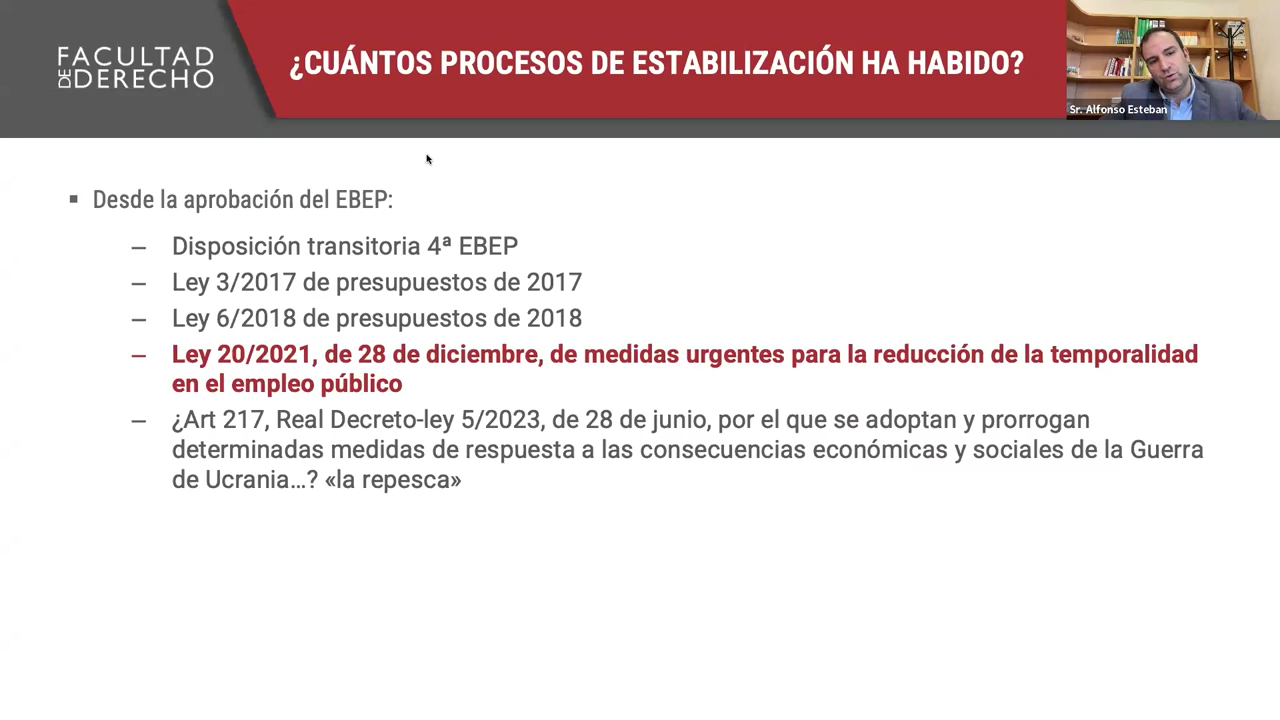 FACULTAD
DE DERECHO
¿CUÁNTOS PROCESOS DE ESTABILIZACIÓN HA HABIDO?
Sr. Alfonso Esteban
▪ Desde la aprobación del EBEP:
– Disposición transitoria 4ª EBEP
– Ley 3/2017 de presupuestos de 2017
– Ley 6/2018 de presupuestos de 2018
– Ley 20/2021, de 28 de diciembre, de medidas urgentes para la reducción de la temporalidad
en el empleo público
– ¿Art 217, Real Decreto-ley 5/2023, de 28 de junio, por el que se adoptan y prorrogan
determinadas medidas de respuesta a las consecuencias económicas y sociales de la Guerra
de Ucrania…? «la repesca»